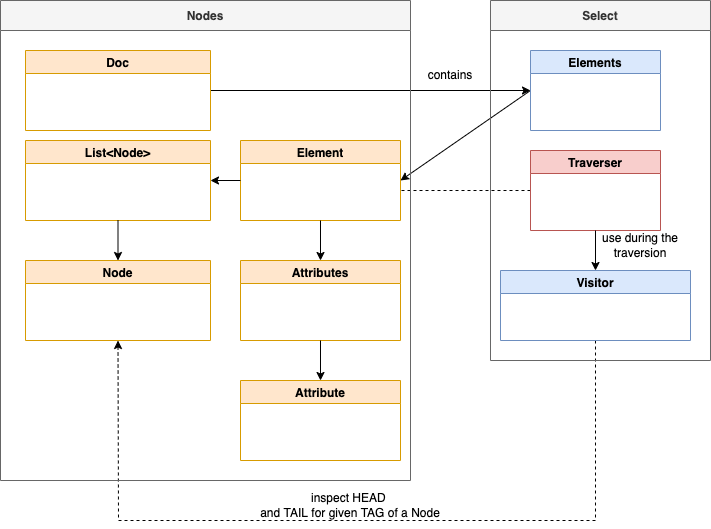 Nodes
Select
Doc
Elements
contains
List<Node>
Element
Traverser
use during the
traversion
Node
Attributes
Visitor
Attribute
inspect HEAD
and TAIL for given TAG of a Node